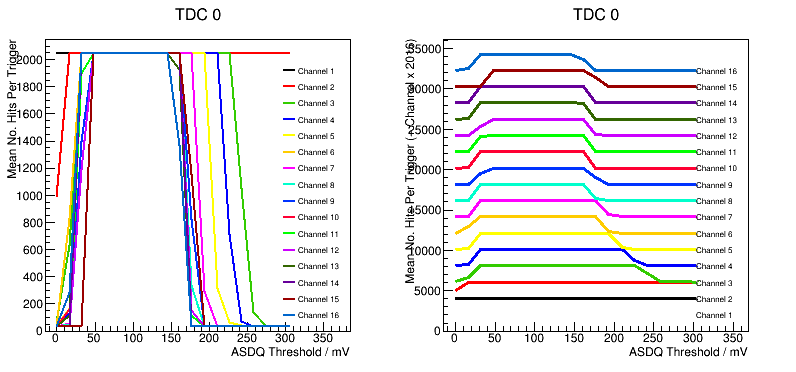 TDC 0
Mean No. Hits Per Trigger
2000
1800
1600
1400
1200
1000
800
600
400
200
0
0 50 100 150 200 250 300 350
ASDQ Threshold / mV
Channel 1
Channel 2
Channel 3
Channel 4
Channel 5
Channel 6
Channel 7
Channel 8
Channel 9
Channel 10
Channel 11
Channel 12
Channel 13
Channel 14
Channel 15
Channel 16
TDC 0
Mean No. Hits Per Trigger (+ Channel x 2016)
35000
30000
25000
20000
15000
10000
5000
0
0 50 100 150 200 250 300 350
ASDQ Threshold / mV
Channel 16
Channel 15
Channel 14
Channel 13
Channel 12
Channel 11
Channel 10
Channel 9
Channel 8
Channel 7
Channel 6
Channel 5
Channel 4
Channel 3
Channel 2
Channel 1